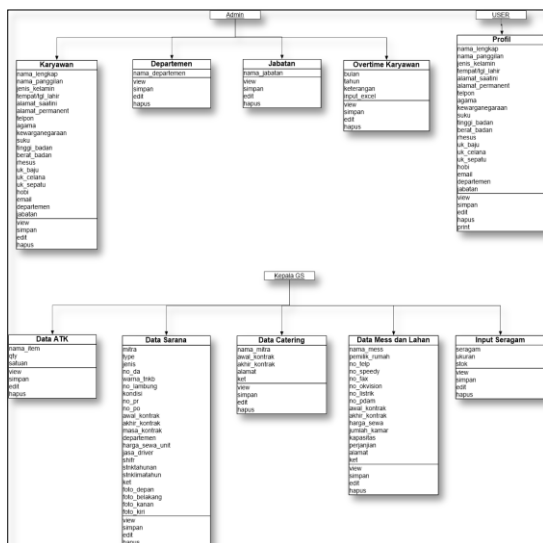 Admin
USER
Karyawan
nama_lengkap
nama_panggilan
jenis_kelamin
tempat/tgl_lahir
alamat_saatini
alamat_permanent
telpon
agama
kewarganegaraan
suku
tinggi_badan
berat_badan
rhesus
uk_baju
uk_celana
uk_sepatu
hobi
email
departemen
jabatan
view
simpan
edit
hapus
Departemen
nama_departemen
view
simpan
edit
hapus
Jabatan
nama_jabatan
view
simpan
edit
hapus
Overtime Karyawan
bulan
tahun
keterangan
input_excel
view
simpan
edit
hapus
Profil
nama_lengkap
nama_panggilan
jenis_kelamin
tempat/tgl_lahir
alamat_saatini
alamat_permanent
telpon
agama
kewarganegaraan
suku
tinggi_badan
berat_badan
rhesus
uk_baju
uk_celana
uk_sepatu
hobi
email
departemen
jabatan
view
simpan
edit
hapus
print
Kepala GS
Data ATK
nama_item
qty
satuan
view
simpan
edit
hapus
Data Sarana
mitra
type
jenis
no_da
warna_tnkb
no_lambung
kondisi
no_pr
no_po
awal_kontrak
akhir_kontrak
masa_kontrak
departemen
harga_sewa_unit
jasa_driver
shift
stnktahunan
stnklimatahun
ket
foto_depan
foto_belakang
foto_kanan
foto_kiri
view
simpan
edit
hapus
Data Catering
nama_mitra
awal_kontrak
akhir_kontrak
alamat
ket
view
simpan
edit
hapus
Data Mess dan Lahan
nama_mess
pemilik_rumah
no_telp
no_speedy
no_fax
no_okvision
no_listrik
no_pdam
awal_kontrak
akhir_kontrak
harga_sewa
jumlah_kamar
kapasitas
perjanjian
alamat
ket
view
simpan
edit
hapus
Input Seragam
seragam
ukuran
stok
view
simpan
edit
hapus